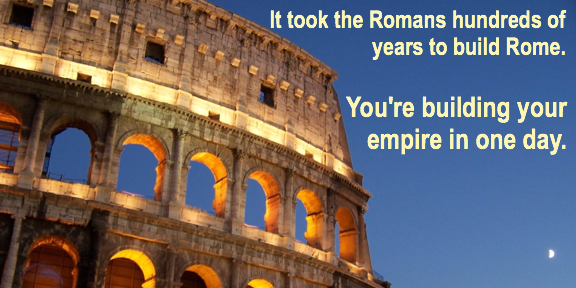 It took the Romans hundreds of
years to build Rome.
You're building your
empire in one day.